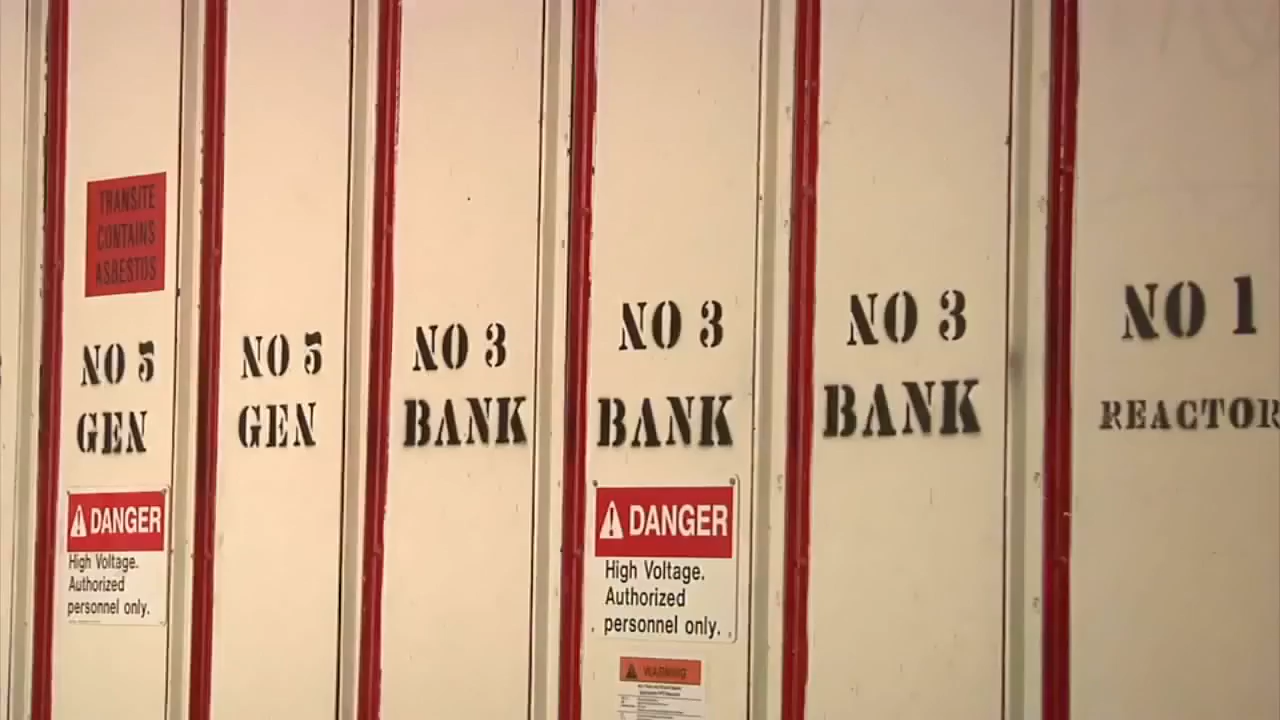 TRANSITE
CONTAINS
ASBESTOS
NO 5
GEN
DANGER
High Voltage.
Authorized
personnel only.
NO 5
GEN
NO 3
BANK
NO 3
BANK
DANGER
High Voltage.
Authorized
personnel only.
WARNING
NO 3
BANK
NO 1
REACTOR